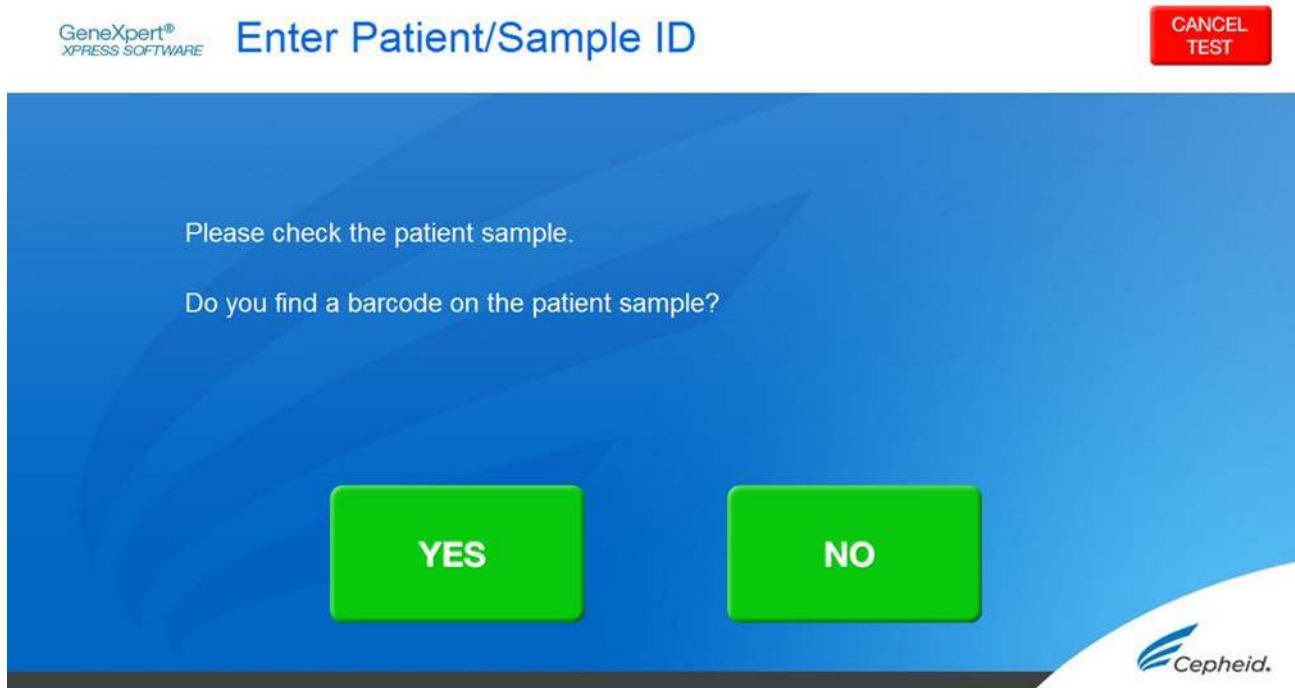 GeneXpert®
XPRESS SOFTWARE
Enter Patient/Sample ID
CANCEL
TEST
Please check the patient sample.
Do you find a barcode on the patient sample?
YES
NO
Cepheid.